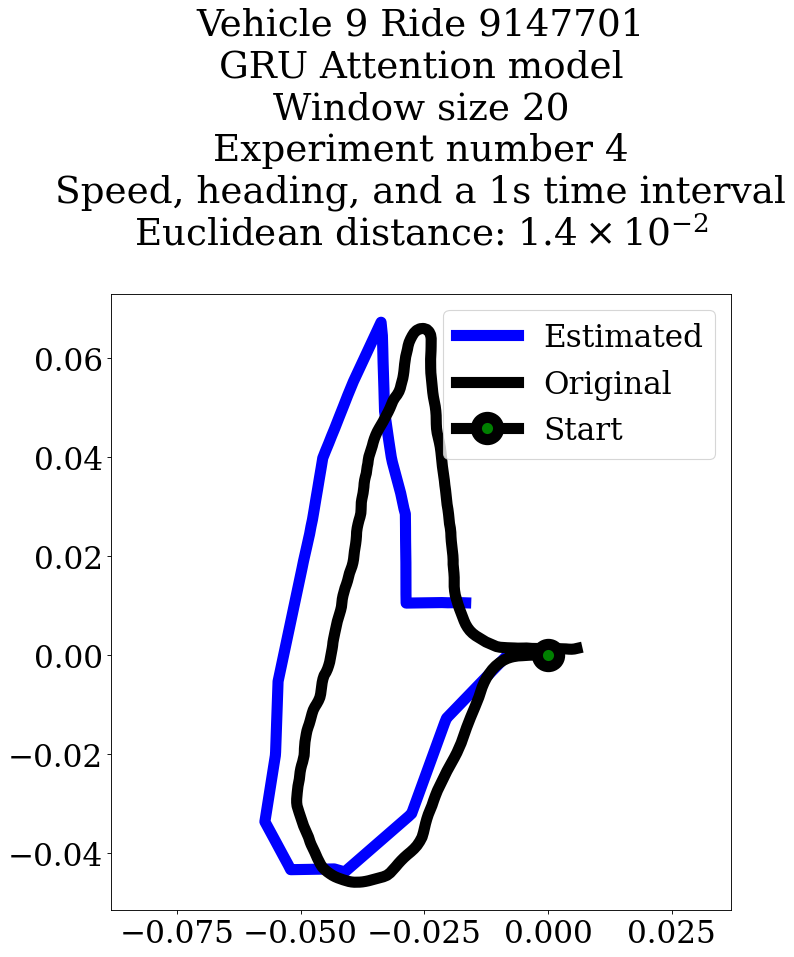 Vehicle 9 Ride 9147701
GRU Attention model
Window size 20
Experiment number 4
Speed, heading, and a 1s time interval
Euclidean distance: 1.4 × 10⁻²
Estimated
Original
Start
0.06
0.04
0.02
0.00
−0.02
−0.04
−0.075 −0.050 −0.025 0.000 0.025